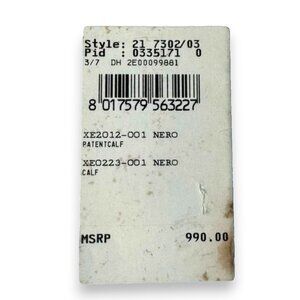 Style: 21 7302/03
Pid : 0335171 0
3/7 DH 2E00099881
8 017579 563227
XE2012-001 NERO
PATENTCALF
XE0223-001 NERO
CALF
MSRP 990.00